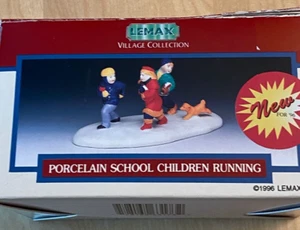 LEMAX
VILLAGE COLLECTION
New
PORCELAIN SCHOOL CHILDREN RUNNING
©1996 LEMAX